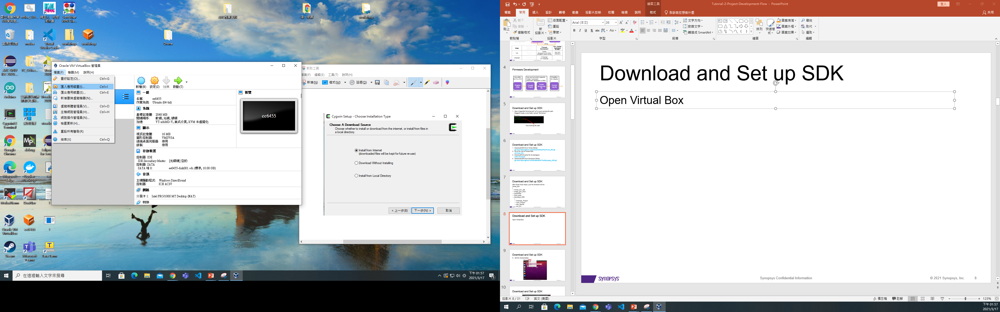 Oracle VM VirtualBox 管理員
檔案(F) 機器(M) 說明(H)
喜好設定(O)... Ctrl+G
匯入應用裝置(I)... Ctrl+I
匯出應用裝置(E)... Ctrl+E
新增雲端虛擬機器(N)...
虛擬媒體管理員(V)... Ctrl+D
主機網路管理員(H)... Ctrl+H
網路操作管理員(N)...
檢查更新(H)...
重設所有警告(R)
結束(X) Ctrl+Q
新增(N) 設定(S) 捨棄 啟動(T)
一般
名稱: ee6455
作業系統: Ubuntu (64-bit)
系統
基礎記憶體: 2048 MB
開機順序: 軟碟, 光碟, 硬碟
加速: VT-x/AMD-V, 巢式分頁, KVM 半虛擬化
顯示
視訊記憶體: 16 MB
圖形控制器: VMSVGA
遠端桌面伺服器: 停用
錄製: 停用
存放裝置
控制器: IDE
IDE Secondary Master: [光碟機] 空的
控制器: SATA
SATA 埠 0: ee6455-disk001.vdi (標準, 10.00 GB)
音訊
主機驅動程式: Windows DirectSound
控制器: ICH AC97
網路
介面卡 1: Intel PRO/1000 MT Desktop (NAT)
USB
預覽
ee6455
剪取工具
編輯(E) 工具(T) 說明(H)
新增(N) 模式(M) 延遲(D)
Cygwin Setup - Choose Installation Type
Choose A Download Source
Choose whether to install or download from the internet, or install from files in
a local directory.
Install from Internet
(downloaded files will be kept for future re-use)
Download Without Installing
Install from Local Directory
< 上一步(B) 下一步(N) > 取消
ARC相關資料
碩一修課
workshop
Drone
office_201...
SoftEther
VPN Clie...
資源回收筒
moba
Visual
Studio Code
workshop
workshop
ARC GNU
IDE 2020...
TC_Office...
Arduino
Cygwin64
Terminal
Google
Chrome
debug
Microsoft
Edge
Docker
Desktop
MobaXterm
DocNav
Oracle VM
VirtualBox
ee6455
1
Steam
Microsoft
Teams
Tera Term
在這裡輸入文字來搜尋
下午 01:57
2021/3/17
繪圖工具
Tutorial-2-Project-Development-Flow - PowerPoint
登入
檔案 常用 插入 設計 轉場 動畫 投影片放映 校閱 檢視 說明 格式 告訴我您想做什麼
共用
貼上
剪下
複製
複製格式
剪貼簿
新
投影片
版面配置
重設
章節
投影片
Arial (本文) 26
字型
文字方向
對齊文字
轉換成 SmartArt
段落
排列
快速樣
式
圖案填滿
圖案外框
圖案效果
繪圖
尋找
取代
選取
編輯
4
Firmware Development
5
Download and Set up SDK
Your working file path
6
Download and Set up SDK
7
Download and Set up SDK
8
Download and Set up SDK
Open Virtual Box
9
Download and Set up SDK
10
Download and Set up SDK
Download and Set up SDK
Open Virtual Box
SYNOPSYS
Synopsys Confidential Information
© 2021 Synopsys, Inc. 8
投影片 8 / 31 英文 (美國)
備忘稿 註解 123%
下午 01:57
2021/3/17